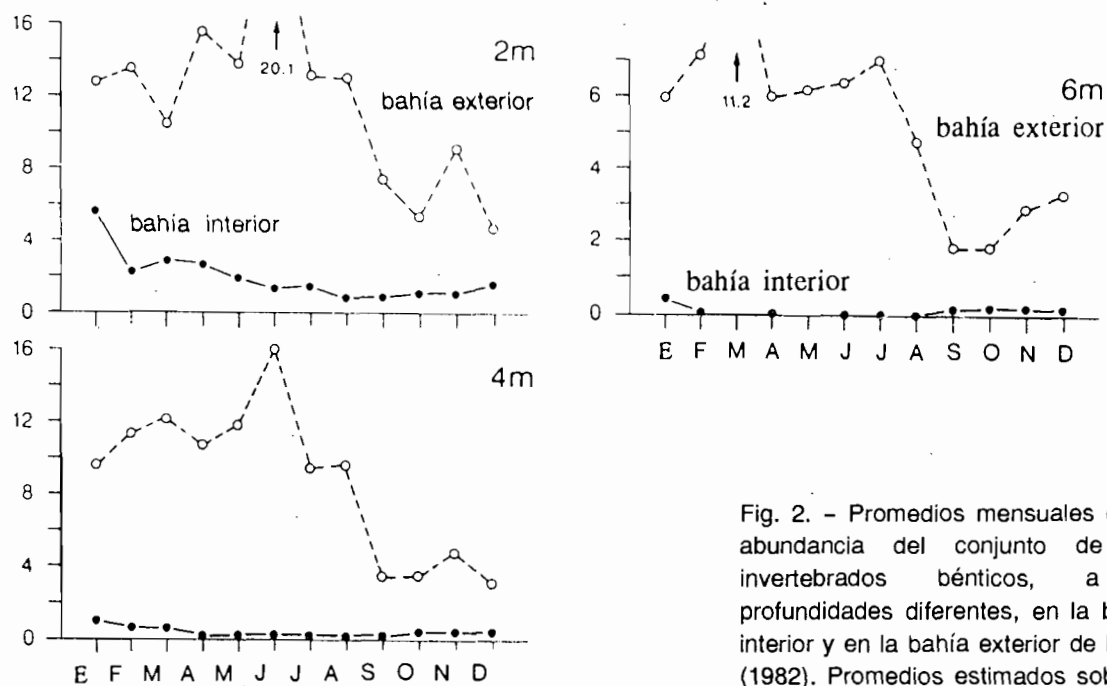 16
12
8
4
0
2m
20.1
bahía exterior
bahía interior
16
12
8
4
0
4m
E F M A M J J A S O N D
6
4
2
0
6m
11.2
bahía exterior
bahía interior
E F M A M J J A S O N D
Fig. 2. - Promedios mensuales
abundancia del conjunto de
invertebrados bénticos, a
profundidades diferentes, en la
interior y en la bahía exterior de
(1982). Promedios estimados